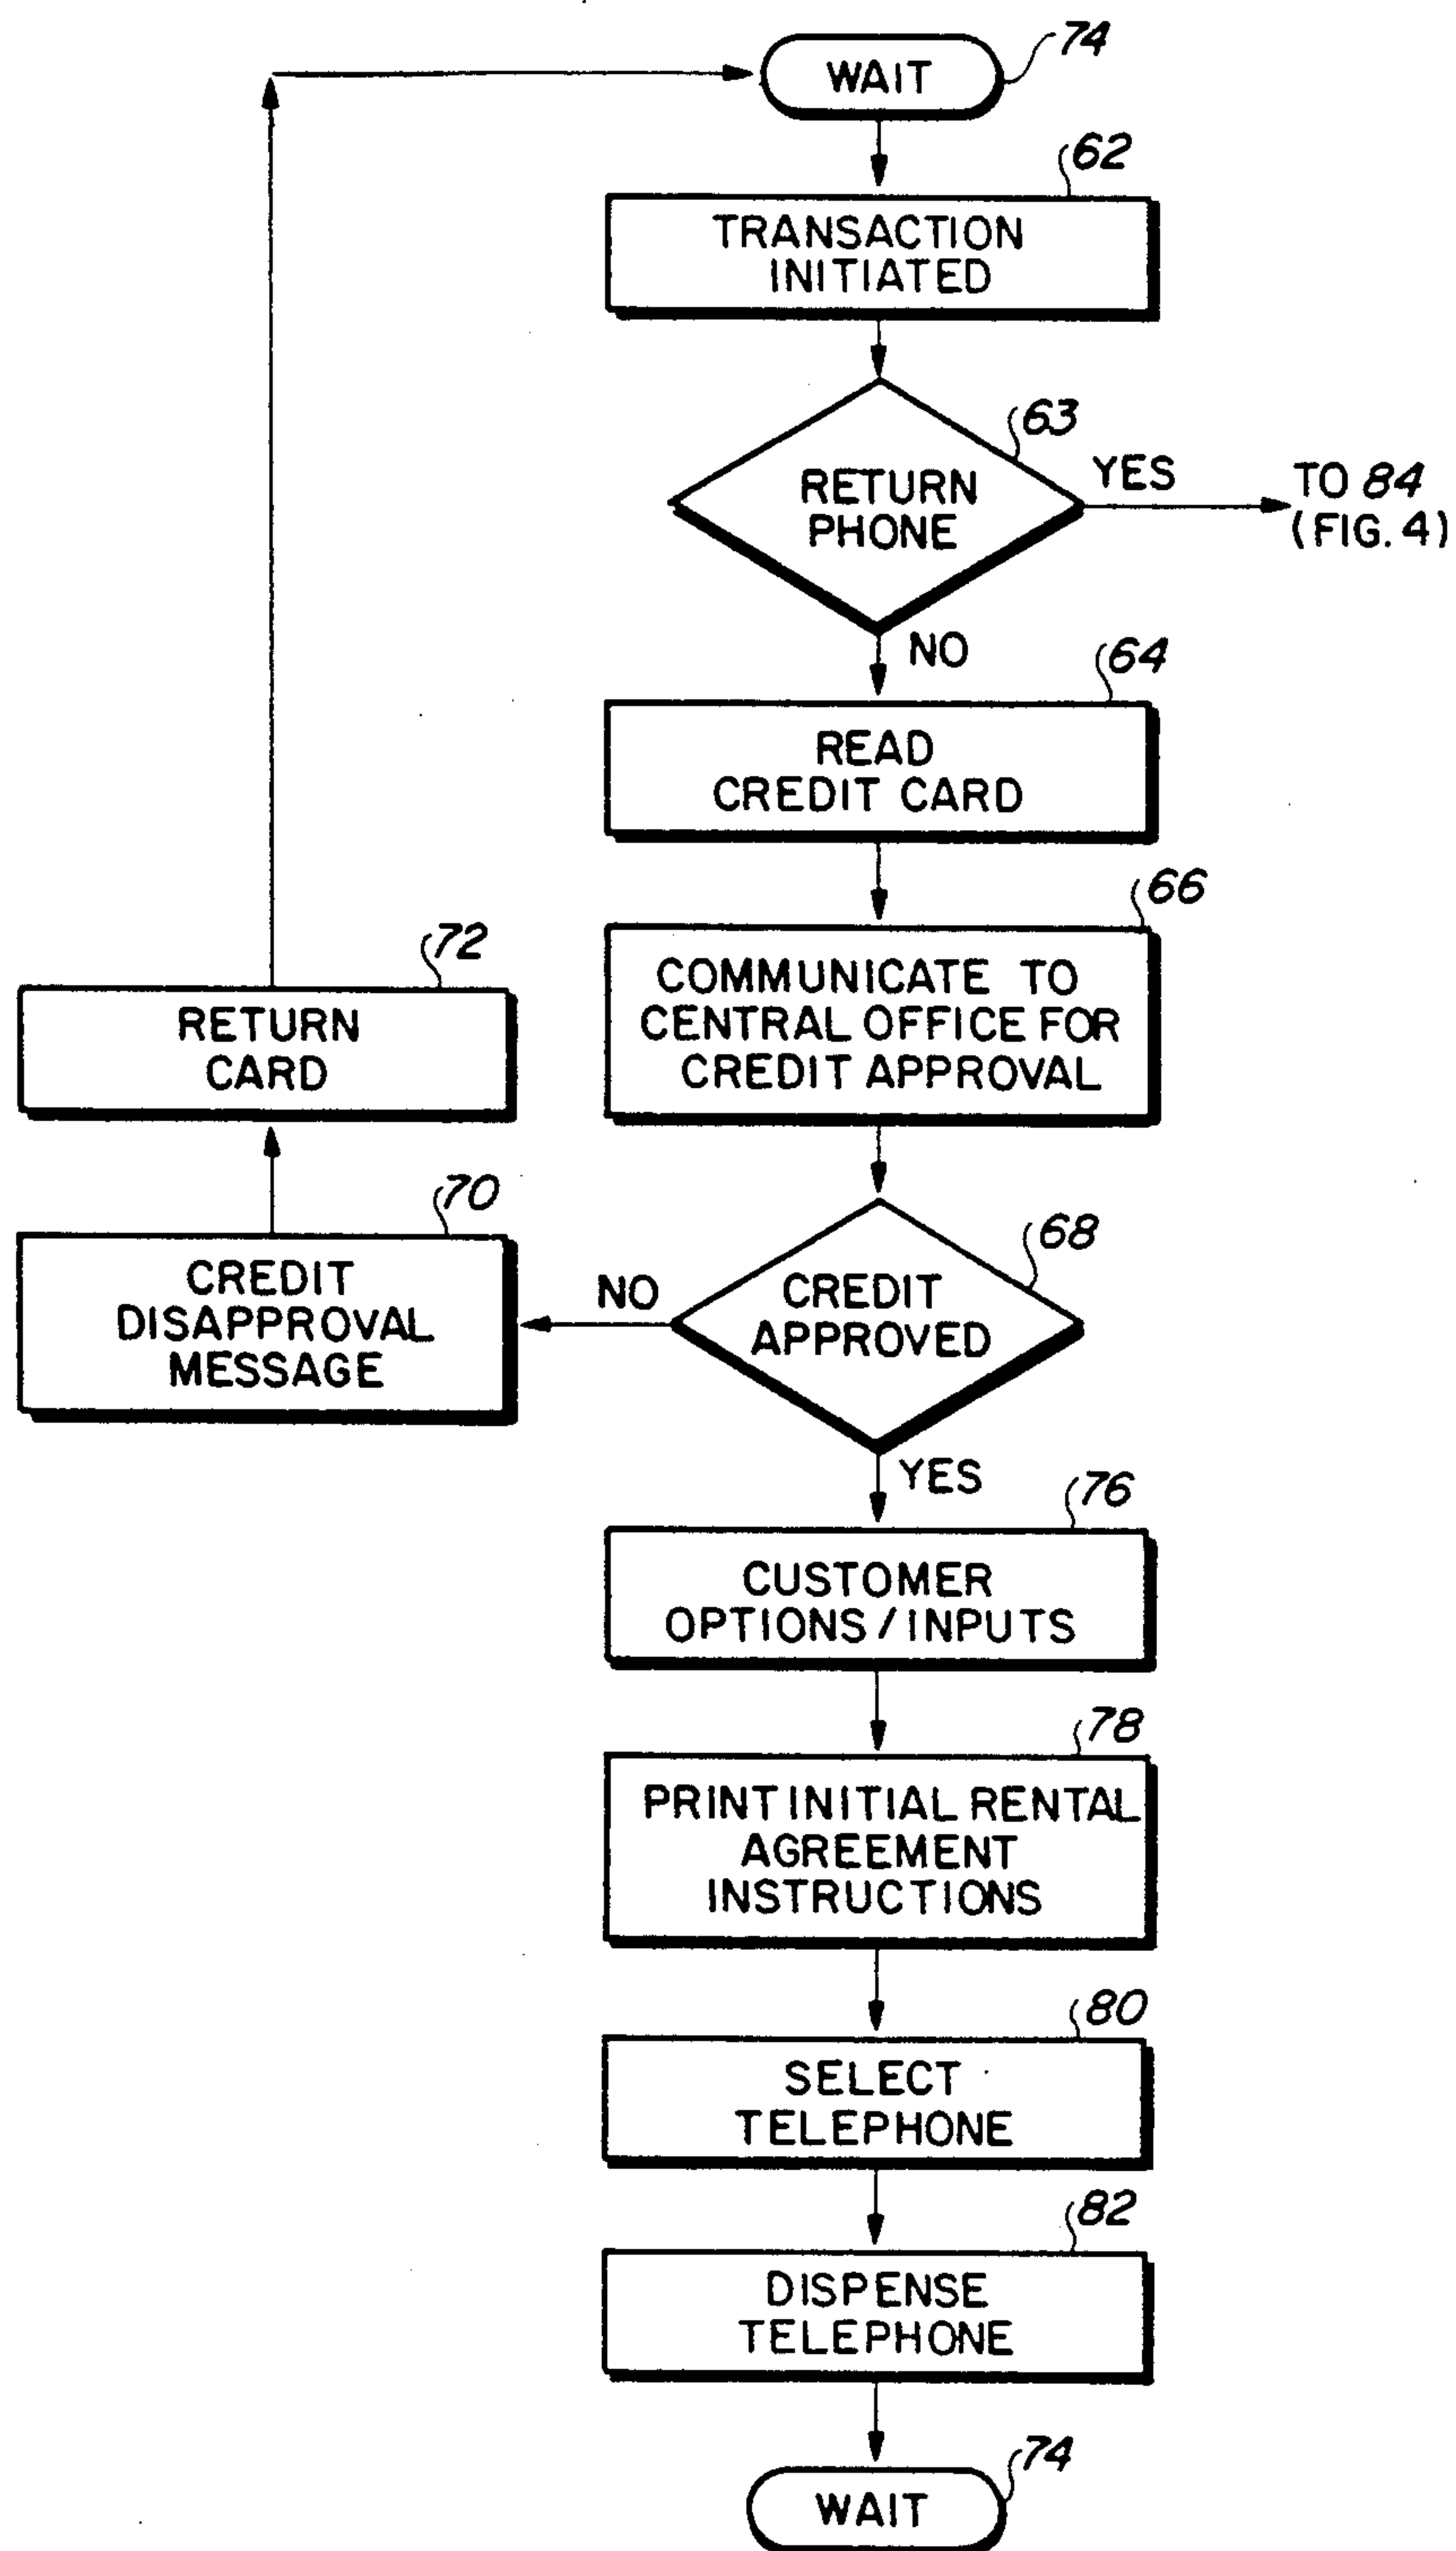 WAIT
74
62
TRANSACTION
INITIATED
63
RETURN
PHONE
YES
TO 84
(FIG. 4)
NO
64
READ
CREDIT CARD
66
COMMUNICATE TO
CENTRAL OFFICE FOR
CREDIT APPROVAL
72
RETURN
CARD
70
CREDIT
DISAPPROVAL
MESSAGE
NO
68
CREDIT
APPROVED
YES
76
CUSTOMER
OPTIONS / INPUTS
78
PRINT INITIAL RENTAL
AGREEMENT
INSTRUCTIONS
80
SELECT
TELEPHONE
82
DISPENSE
TELEPHONE
74
WAIT